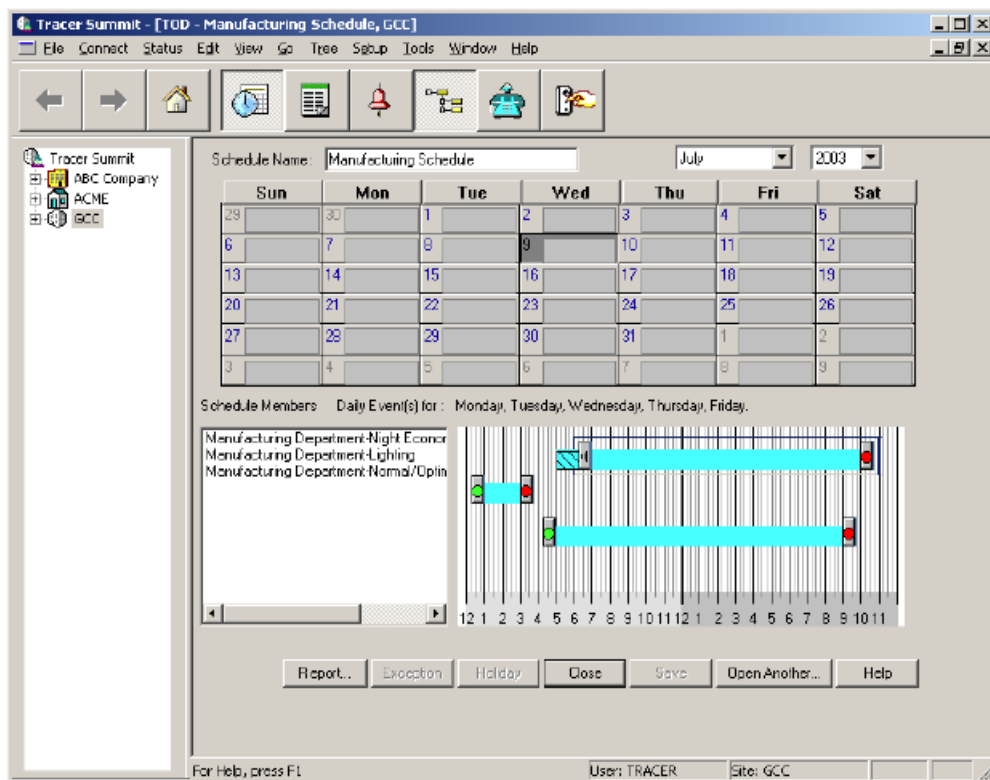 Tracer Summit - [TOD - Manufacturing Schedule, GCC]
File Connect Status Edit View Go Tree Setup Tools Window Help
Tracer Summit
ABC Company
ACME
GCC
Schedule Name: Manufacturing Schedule July 2003
Sun Mon Tue Wed Thu Fri Sat
29 30 1 2 3 4 5
6 7 8 9 10 11 12
13 14 15 16 17 18 19
20 21 22 23 24 25 26
27 28 29 30 31 1 2
3 4 5 6 7 8 9
Schedule Members Daily Event(s) for : Monday, Tuesday, Wednesday, Thursday, Friday.
Manufacturing Department-Night Econor
Manufacturing Department-Lighting
Manufacturing Department-Normal/Optin
12 1 2 3 4 5 6 7 8 9 10 11 12 1 2 3 4 5 6 7 8 9 10 11
Report... Exception Holiday Close Save Open Another... Help
For Help, press F1 User: TRACER Site: GCC